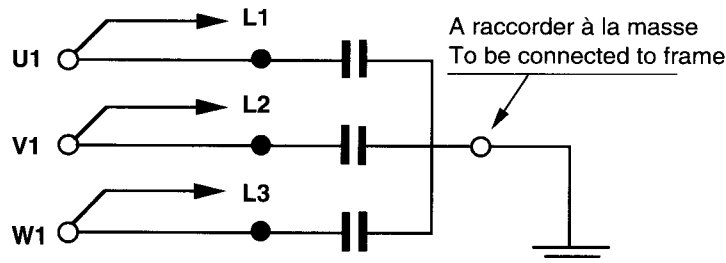 L1
A raccorder à la masse
To be connected to frame
U1
L2
V1
L3
W1